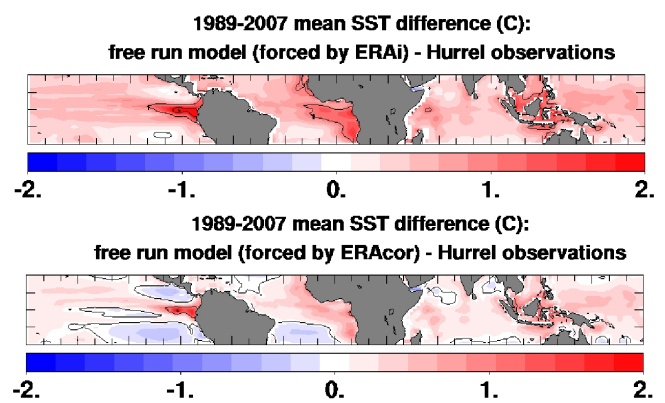 1989-2007 mean SST difference (C):
free run model (forced by ERAi) - Hurrel observations
-2. -1. 0. 1. 2.
1989-2007 mean SST difference (C):
free run model (forced by ERAcor) - Hurrel observations
-2. -1. 0. 1. 2.